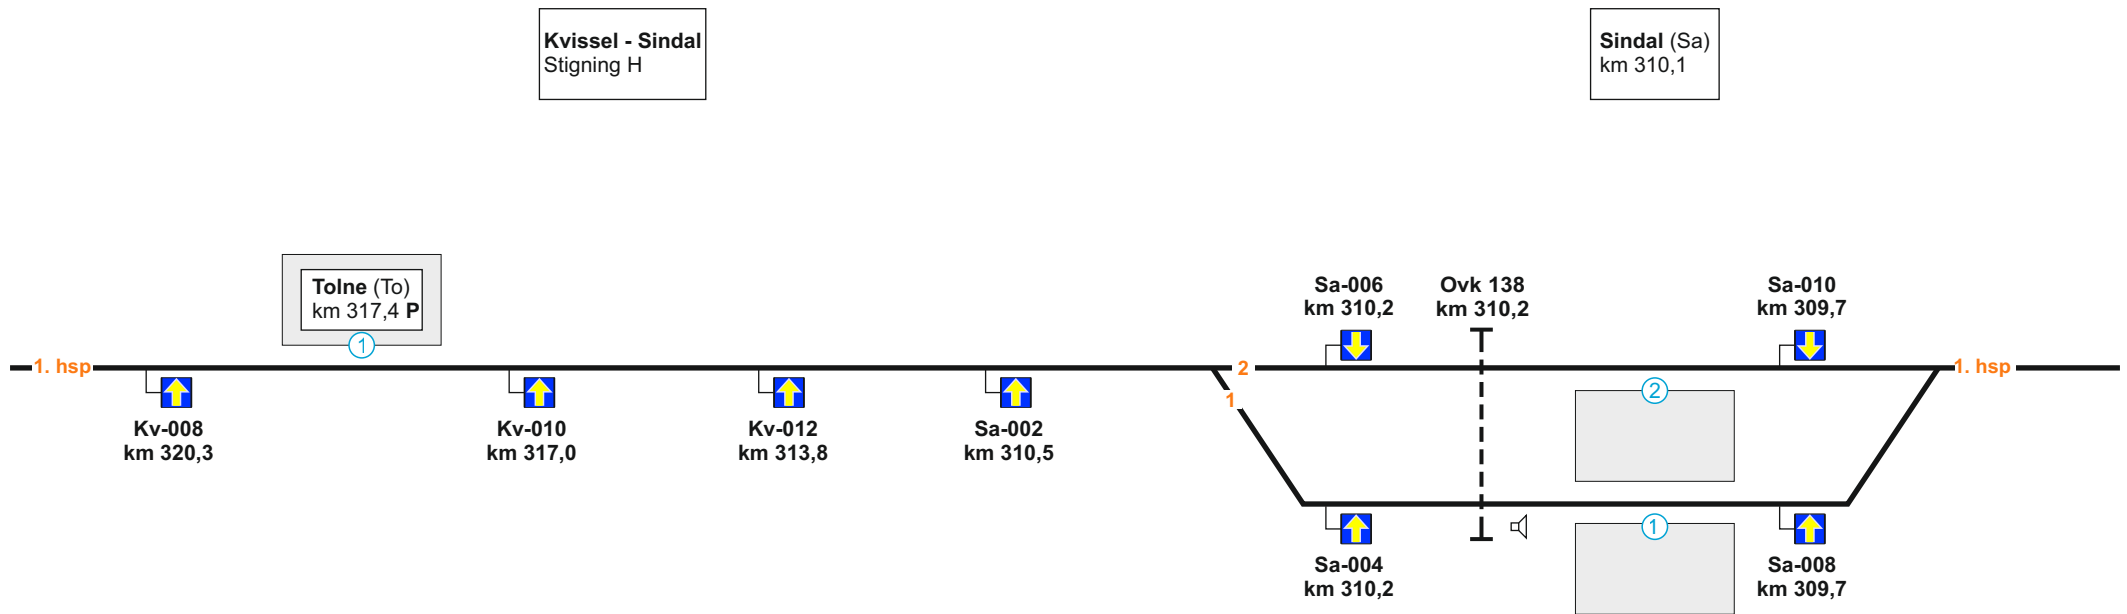 Kvissel - Sindal
Stigning H
Sindal (Sa)
km 310,1
Tolne (To)
km 317,4 P
1
Sa-006
km 310,2
Ovk 138
km 310,2
Sa-010
km 309,7
1. hsp
2
1. hsp
1
2
Kv-008
km 320,3
Kv-010
km 317,0
Kv-012
km 313,8
Sa-002
km 310,5
1
Sa-004
km 310,2
Sa-008
km 309,7